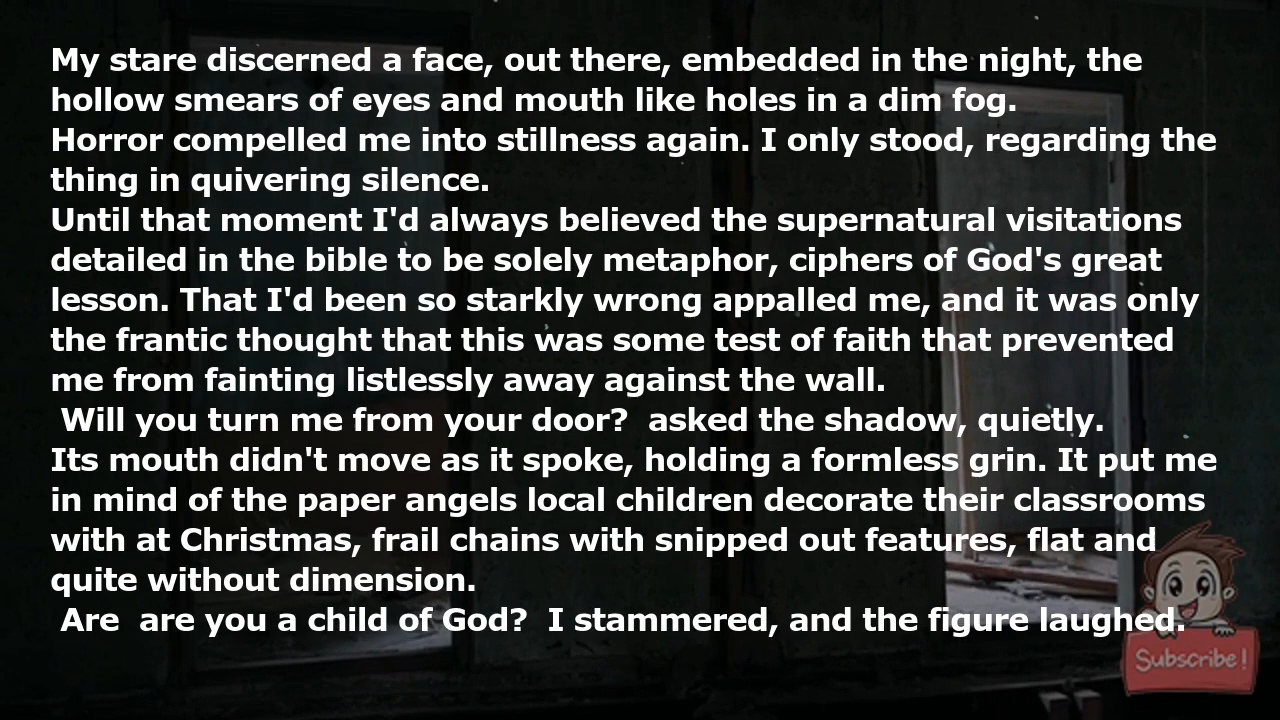 My stare discerned a face, out there, embedded in the night, the
hollow smears of eyes and mouth like holes in a dim fog.
Horror compelled me into stillness again. I only stood, regarding the
thing in quivering silence.
Until that moment I'd always believed the supernatural visitations
detailed in the bible to be solely metaphor, ciphers of God's great
lesson. That I'd been so starkly wrong appalled me, and it was only
the frantic thought that this was some test of faith that prevented
me from fainting listlessly away against the wall.
Will you turn me from your door?  asked the shadow, quietly.
Its mouth didn't move as it spoke, holding a formless grin. It put me
in mind of the paper angels local children decorate their classrooms
with at Christmas, frail chains with snipped out features, flat and
quite without dimension.
Are  are you a child of God?  I stammered, and the figure laughed.
Subscribe!